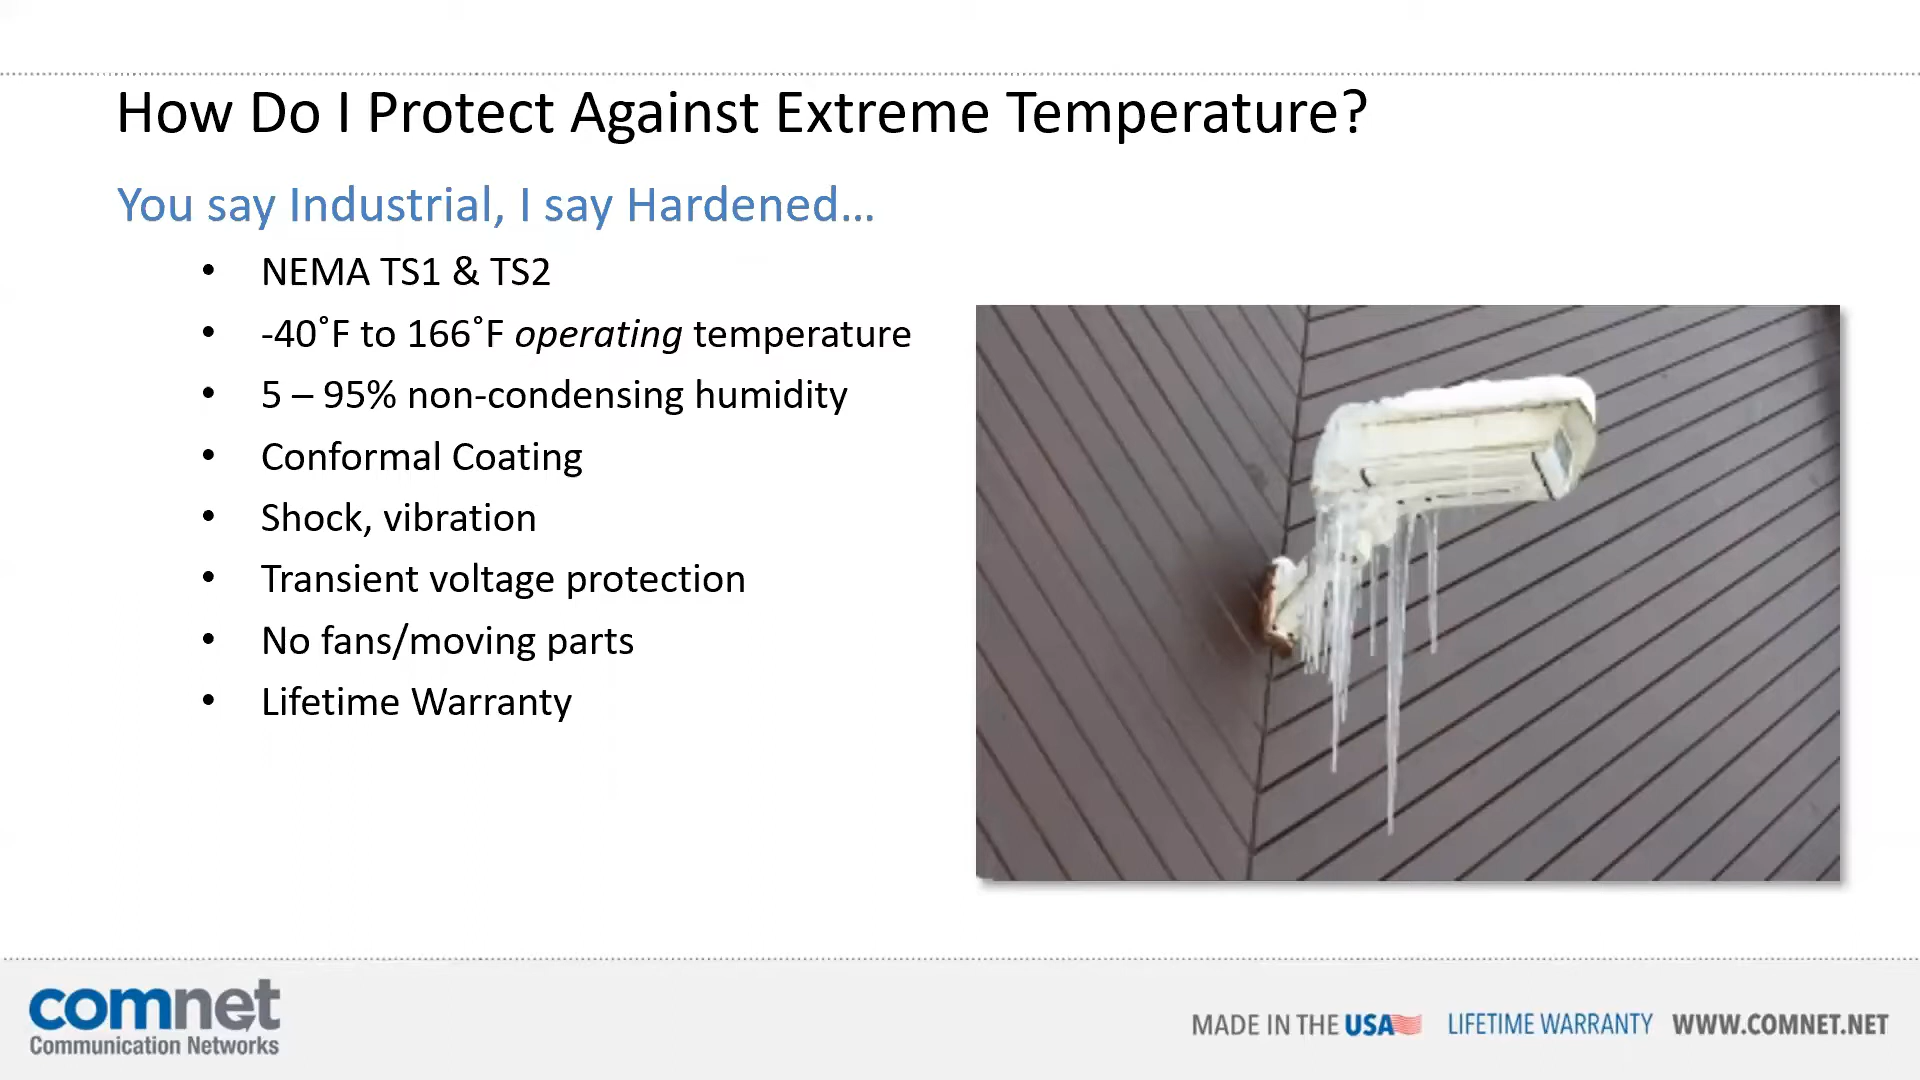 How Do I Protect Against Extreme Temperature?
You say Industrial, I say Hardened...
• NEMA TS1 & TS2
• -40˚F to 166˚F operating temperature
• 5 – 95% non-condensing humidity
• Conformal Coating
• Shock, vibration
• Transient voltage protection
• No fans/moving parts
• Lifetime Warranty
comnet
Communication Networks
MADE IN THE USA LIFETIME WARRANTY WWW.COMNET.NET